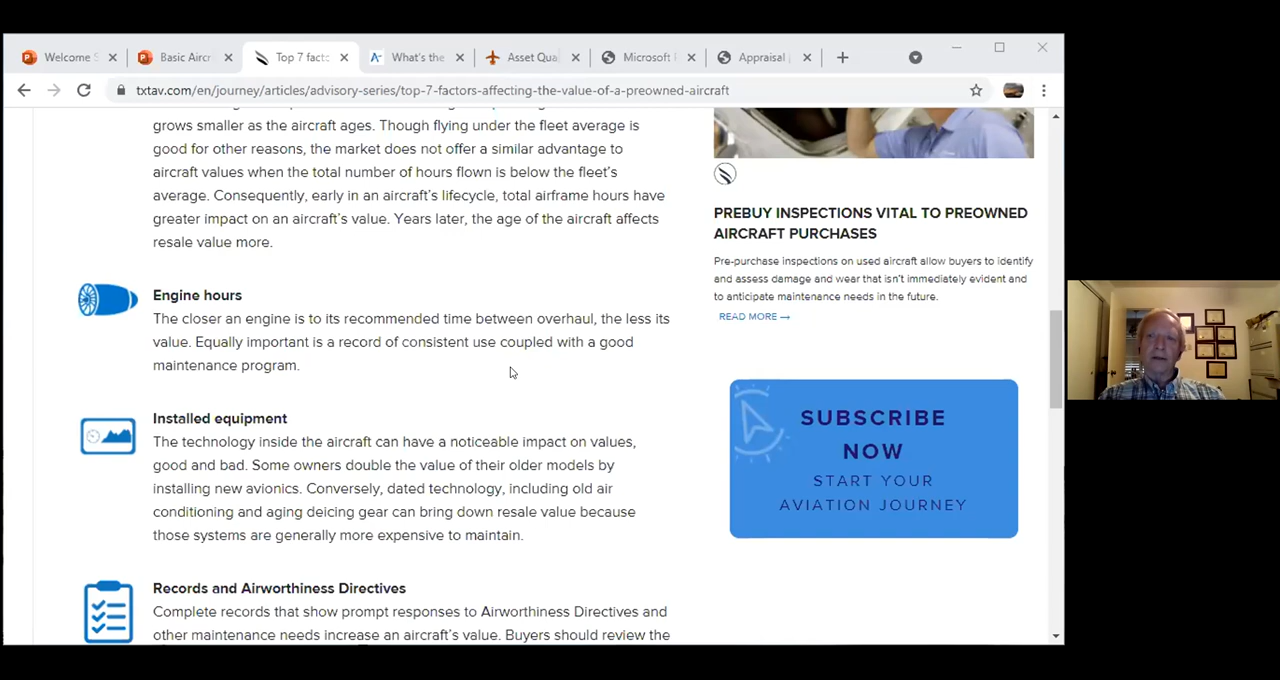 Welcome S
Basic Aircr
Top 7 facto
What's the
Asset Qua
Microsoft
Appraisal
txtav.com/en/journey/articles/advisory-series/top-7-factors-affecting-the-value-of-a-preowned-aircraft
grows smaller as the aircraft ages. Though flying under the fleet average is
good for other reasons, the market does not offer a similar advantage to
aircraft values when the total number of hours flown is below the fleet's
average. Consequently, early in an aircraft's lifecycle, total airframe hours have
greater impact on an aircraft's value. Years later, the age of the aircraft affects
resale value more.
Engine hours
The closer an engine is to its recommended time between overhaul, the less its
value. Equally important is a record of consistent use coupled with a good
maintenance program.
Installed equipment
The technology inside the aircraft can have a noticeable impact on values,
good and bad. Some owners double the value of their older models by
installing new avionics. Conversely, dated technology, including old air
conditioning and aging deicing gear can bring down resale value because
those systems are generally more expensive to maintain.
Records and Airworthiness Directives
Complete records that show prompt responses to Airworthiness Directives and
other maintenance needs increase an aircraft's value. Buyers should review the
PREBUY INSPECTIONS VITAL TO PREOWNED
AIRCRAFT PURCHASES
Pre-purchase inspections on used aircraft allow buyers to identify
and assess damage and wear that isn't immediately evident and
to anticipate maintenance needs in the future.
READ MORE →
SUBSCRIBE
NOW
START YOUR
AVIATION JOURNEY